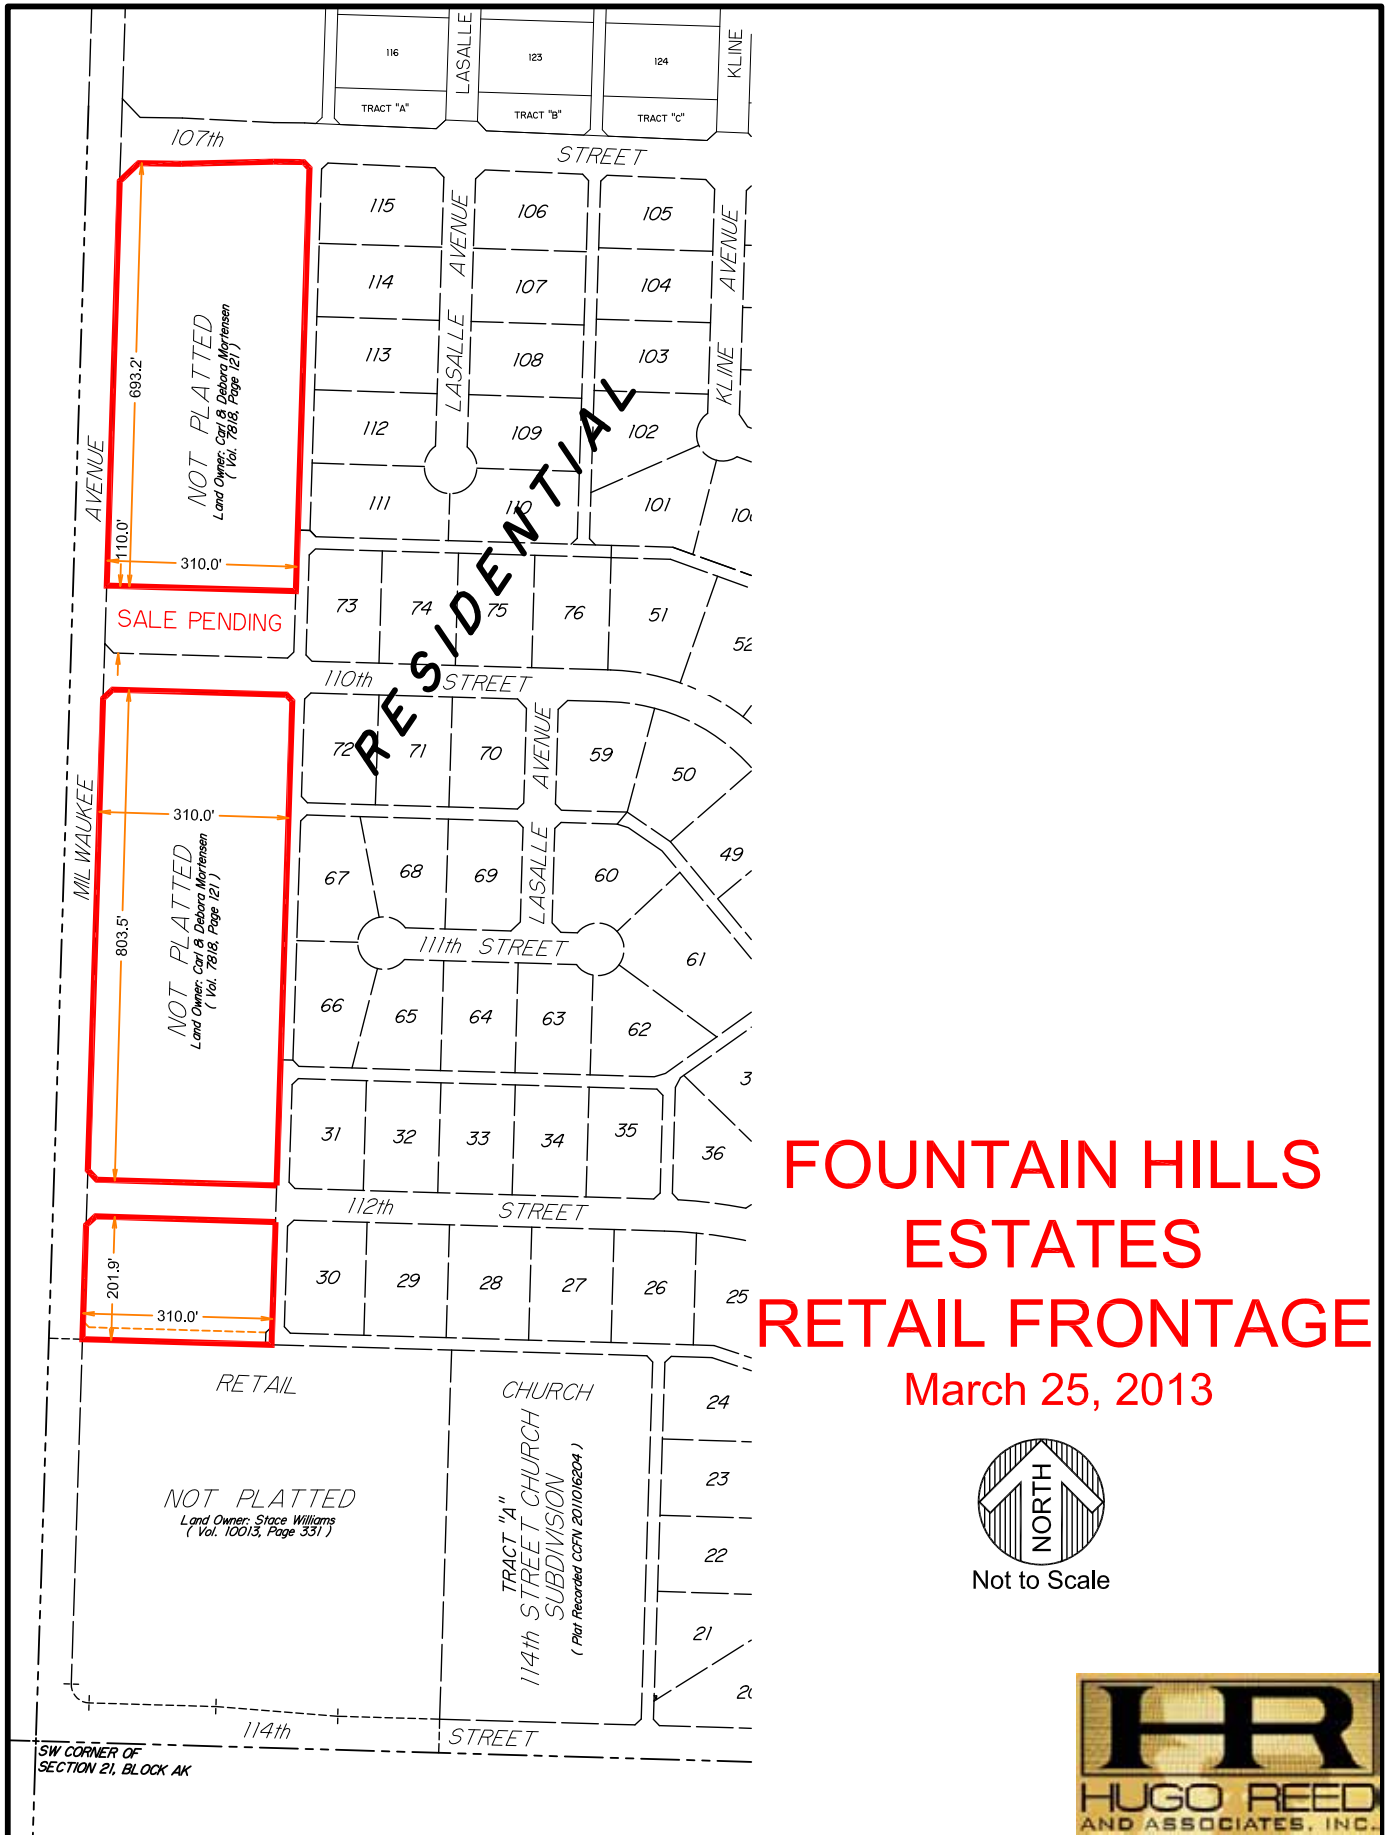 116
LASALLE
123
124
KLINE
TRACT "A"
TRACT "B"
TRACT "C"
107th
STREET
115
106
105
AVENUE
AVENUE
114
107
104
LASALLE
113
108
103
KLINE
112
109
102
111
110
101
RESIDENTIAL
693.2'
NOT PLATTED
Land Owner: Carl & Debora Mortensen
( Vol. 7818, Page 121 )
AVENUE
110.0'
310.0'
SALE PENDING
73
74
75
76
51
52
110th
STREET
72
71
70
AVENUE
59
50
MILWAUKEE
310.0'
803.5'
NOT PLATTED
Land Owner: Carl & Debora Mortensen
( Vol. 7818, Page 121 )
67
68
69
LASALLE
60
49
111th STREET
61
66
65
64
63
62
3
31
32
33
34
35
36
112th
STREET
201.9'
310.0'
30
29
28
27
26
25
RETAIL
CHURCH
24
23
22
21
NOT PLATTED
Land Owner: Stace Williams
( Vol. 10013, Page 331 )
TRACT "A"
114th STREET CHURCH
SUBDIVISION
( Plat Recorded CCFN 2011016204 )
114th
STREET
SW CORNER OF
SECTION 21, BLOCK AK
FOUNTAIN HILLS
ESTATES
RETAIL FRONTAGE
March 25, 2013
NORTH
Not to Scale
HR
HUGO REED
AND ASSOCIATES, INC.